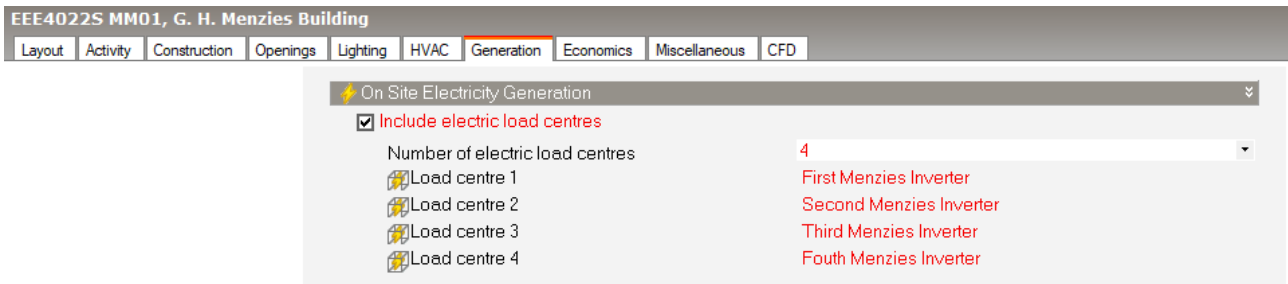 EEE4022S MM01, G. H. Menzies Building
Layout Activity Construction Openings Lighting HVAC Generation Economics Miscellaneous CFD
On Site Electricity Generation
Include electric load centres
Number of electric load centres 4
Load centre 1 First Menzies Inverter
Load centre 2 Second Menzies Inverter
Load centre 3 Third Menzies Inverter
Load centre 4 Fouth Menzies Inverter